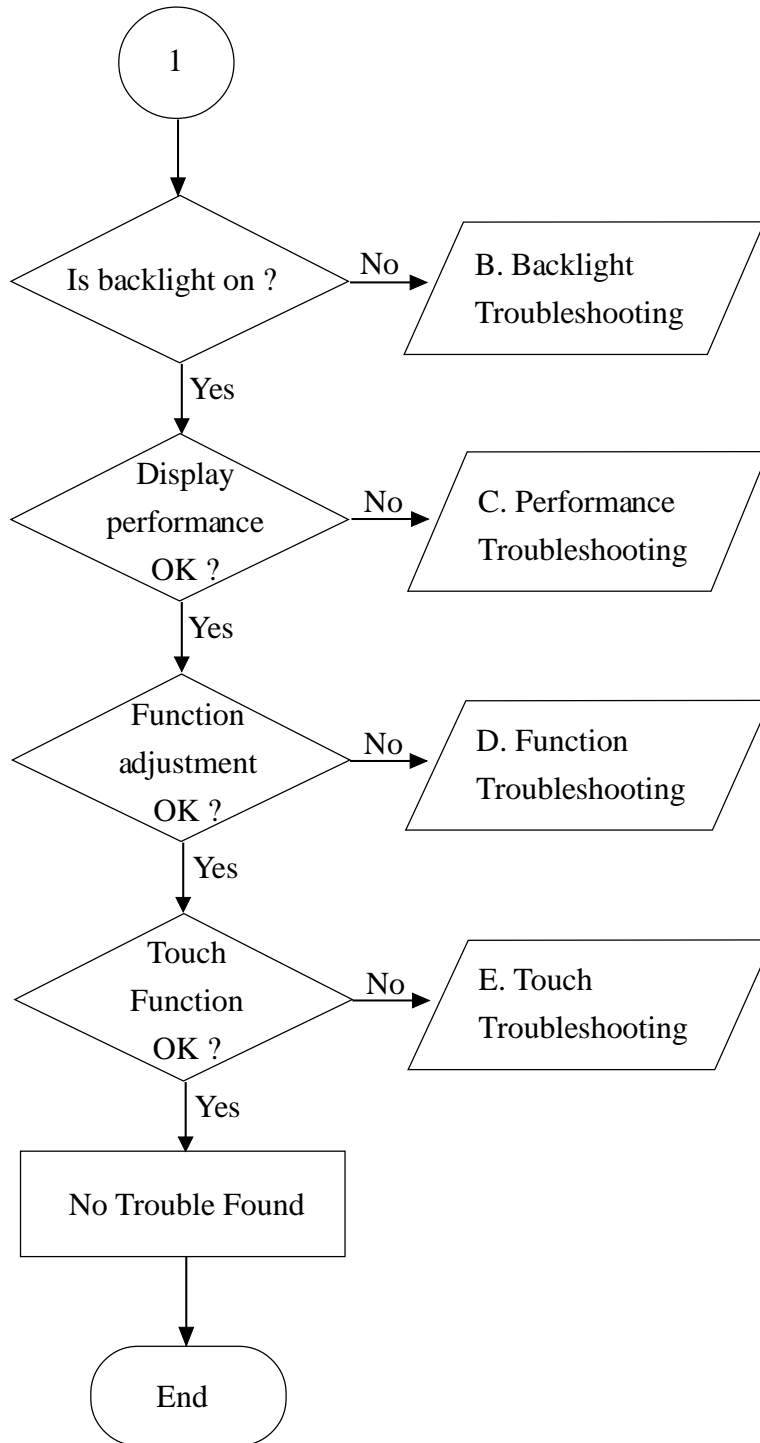 1
Is backlight on ?
No
B. Backlight
Troubleshooting
Yes
Display
performance
OK ?
No
C. Performance
Troubleshooting
Yes
Function
adjustment
OK ?
No
D. Function
Troubleshooting
Yes
Touch
Function
OK ?
No
E. Touch
Troubleshooting
Yes
No Trouble Found
End